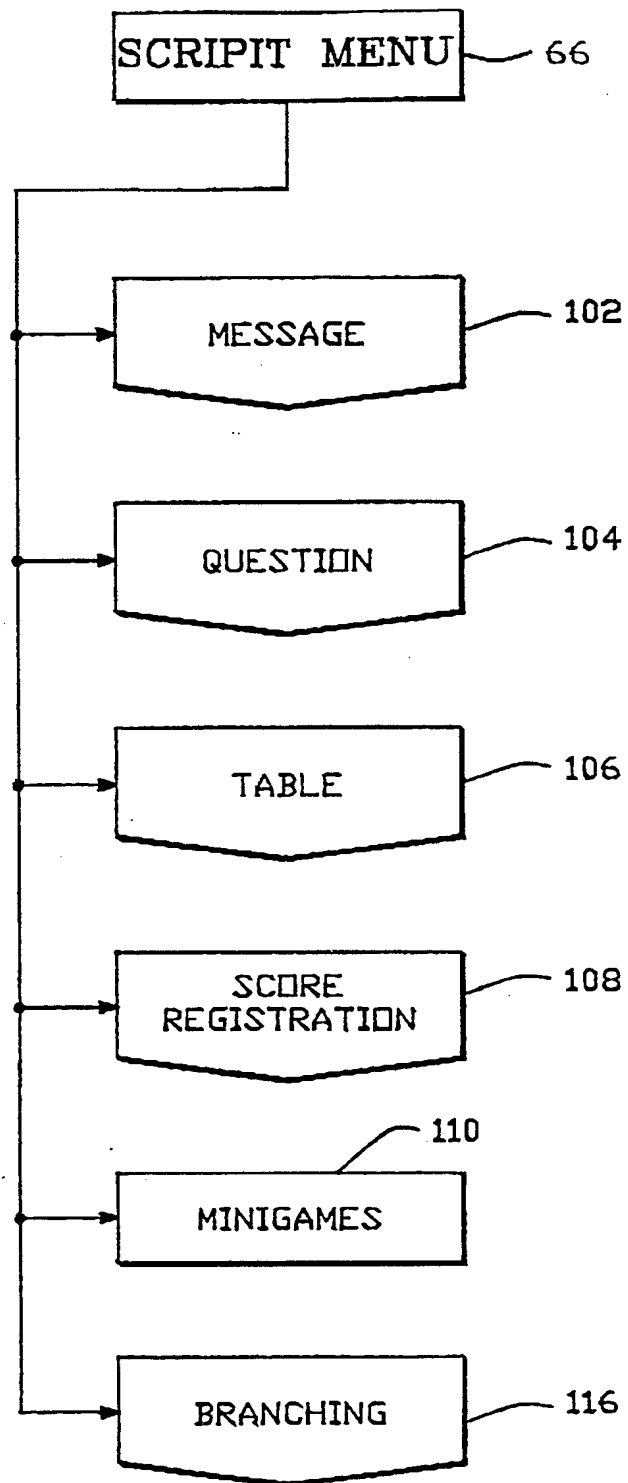 SCRIPIT MENU
66
MESSAGE
102
QUESTION
104
TABLE
106
SCORE
REGISTRATION
108
110
MINIGAMES
BRANCHING
116